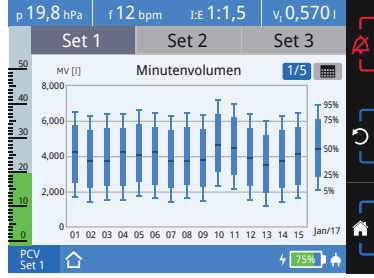 p 19,8 hPa f 12 bpm I:E 1:1,5 VT 0,570 l
Set 1 Set 2 Set 3
MV [l] Minutenvolumen 1/5
50
40
30
20
10
0
8,000
6,000
4,000
2,000
0
95%
75%
50%
25%
5%
01 02 03 04 05 06 07 08 09 10 11 12 13 14 15 Jan/17
PCV
Set 1
75%